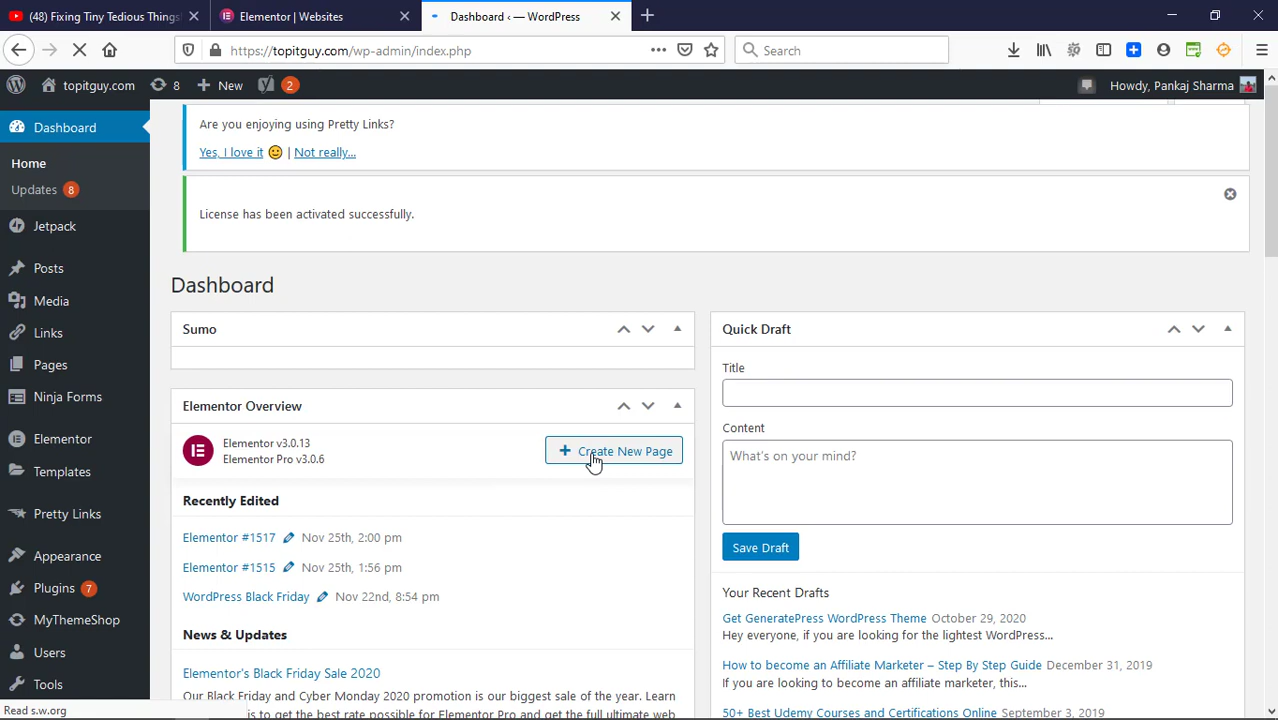 (48) Fixing Tiny Tedious Things!
Elementor | Websites
Dashboard ‹ — WordPress
https://topitguy.com/wp-admin/index.php
Search
topitguy.com
8
New
2
Howdy, Pankaj Sharma
Dashboard
Home
Updates 8
Jetpack
Posts
Media
Links
Pages
Ninja Forms
Elementor
Templates
Pretty Links
Appearance
Plugins 7
MyThemeShop
Users
Tools
Read s.w.org
Are you enjoying using Pretty Links?
Yes, I love it | Not really...
License has been activated successfully.
Dashboard
Sumo
Elementor Overview
Elementor v3.0.13
Elementor Pro v3.0.6
Create New Page
Recently Edited
Elementor #1517 Nov 25th, 2:00 pm
Elementor #1515 Nov 25th, 1:56 pm
WordPress Black Friday Nov 22nd, 8:54 pm
News & Updates
Elementor's Black Friday Sale 2020
Our Black Friday and Cyber Monday 2020 promotion is our biggest sale of the year. Learn
is to get the best rate possible for Elementor Pro and get the full ultimate web
Quick Draft
Title
Content
What's on your mind?
Save Draft
Your Recent Drafts
Get GeneratePress WordPress Theme October 29, 2020
Hey everyone, if you are looking for the lightest WordPress...
How to become an Affiliate Marketer – Step By Step Guide December 31, 2019
If you are looking to become an affiliate marketer, this...
50+ Best Udemy Courses and Certifications Online September 3, 2019